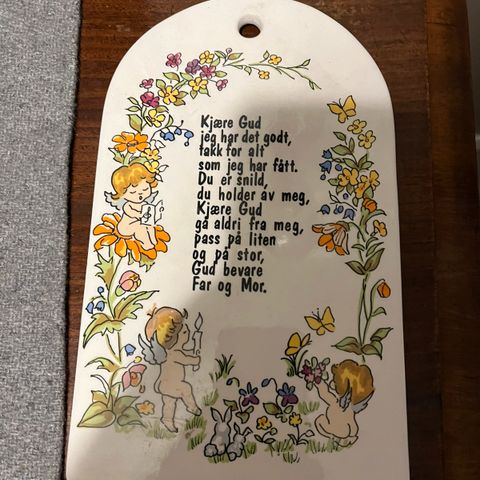 Kjære Gud
jeg har det godt,
takk for alt
som jeg har fått.
Du er snild,
du holder av meg,
Kjære Gud
gå aldri fra meg,
pass på liten
og på stor,
Gud bevare
Far og Mor.